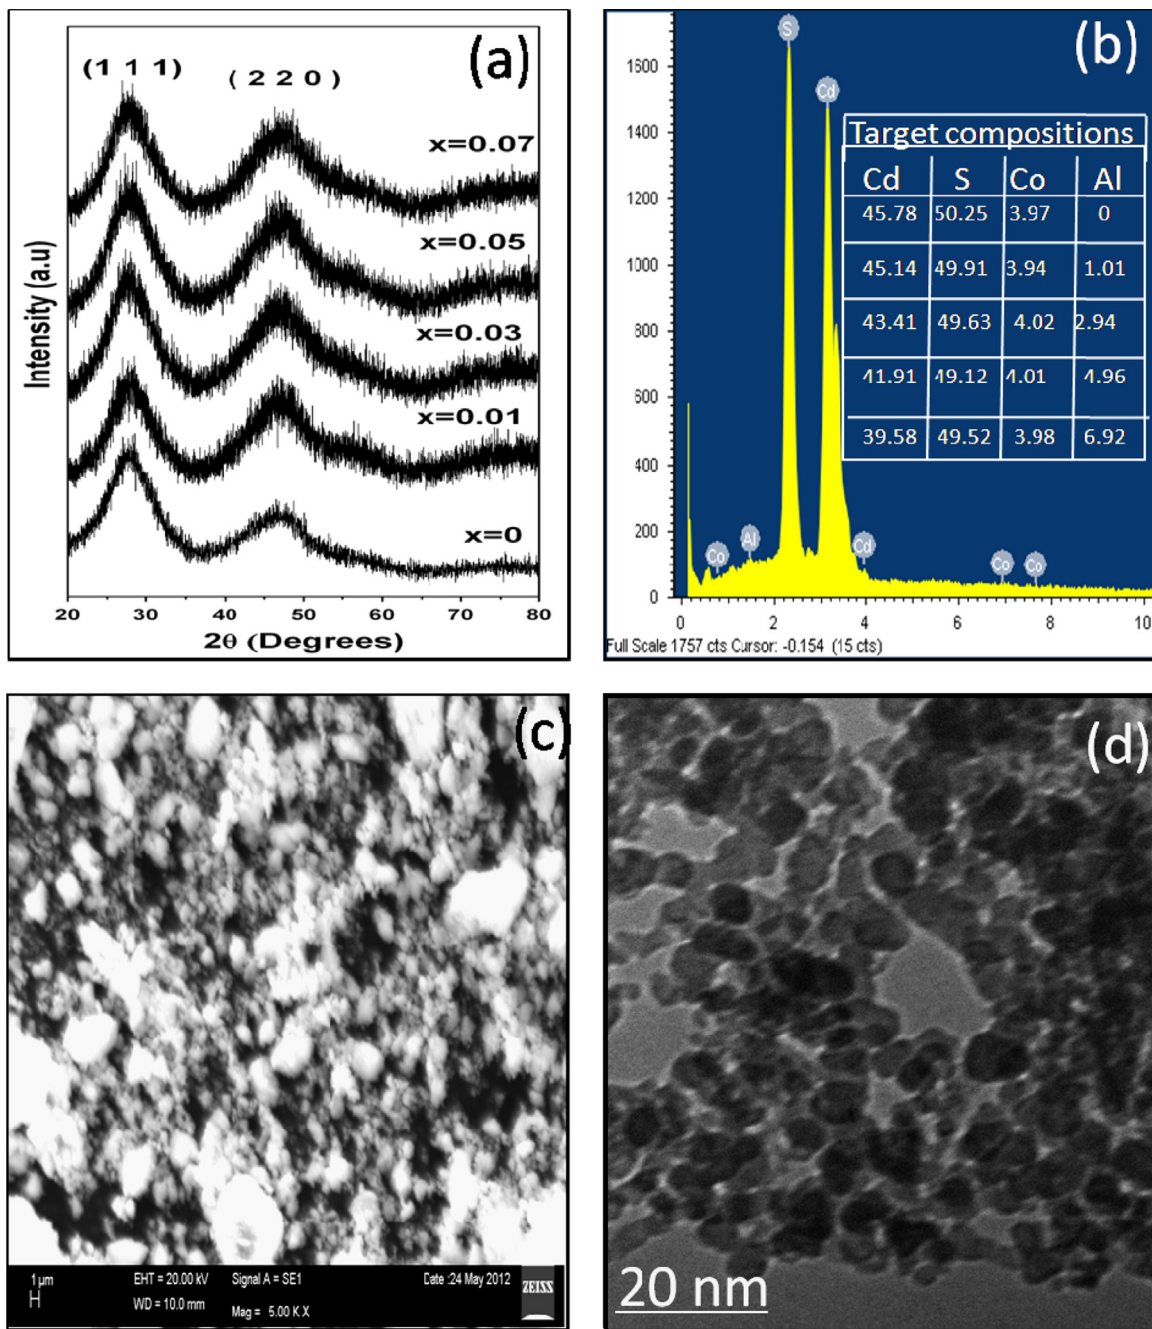 (a)
(1 1 1)
(2 2 0)
x=0.07
x=0.05
x=0.03
x=0.01
x=0
Intensity (a.u)
20 30 40 50 60 70 80
2θ (Degrees)
(b)
S
Cd
Co
Al
Cd
Co
Co
1600
1400
1200
1000
800
600
400
200
0
0 2 4 6 8 10
Full Scale 1757 cts Cursor: -0.154 (15 cts)
Target compositions
Cd S Co Al
45.78 50.25 3.97 0
45.14 49.91 3.94 1.01
43.41 49.63 4.02 2.94
41.91 49.12 4.01 4.96
39.58 49.52 3.98 6.92
(c)
1 µm
EHT = 20.00 kV Signal A = SE1 Date :24 May 2012
WD = 10.0 mm Mag = 5.00 K X
ZEISS
(d)
20 nm